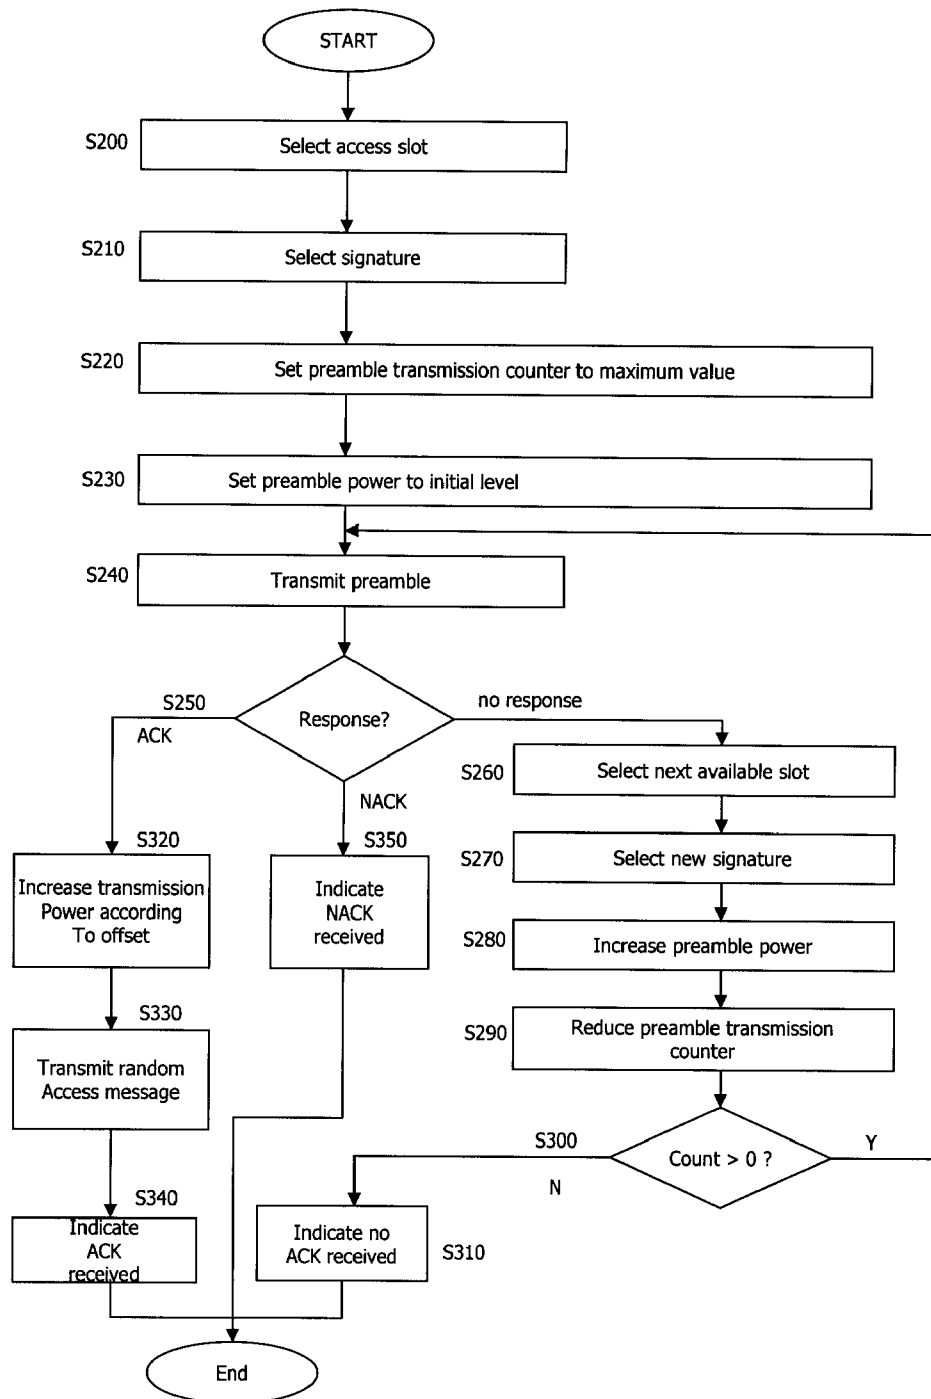 START
S200
Select access slot
S210
Select signature
S220
Set preamble transmission counter to maximum value
S230
Set preamble power to initial level
S240
Transmit preamble
S250
Response?
no response
ACK
NACK
S260
Select next available slot
S270
Select new signature
S280
Increase preamble power
S290
Reduce preamble transmission
counter
S300
Count > 0 ?
Y
N
S320
Increase transmission
Power according
To offset
S350
Indicate
NACK
received
S330
Transmit random
Access message
S340
Indicate
ACK
received
Indicate no
ACK received
S310
End